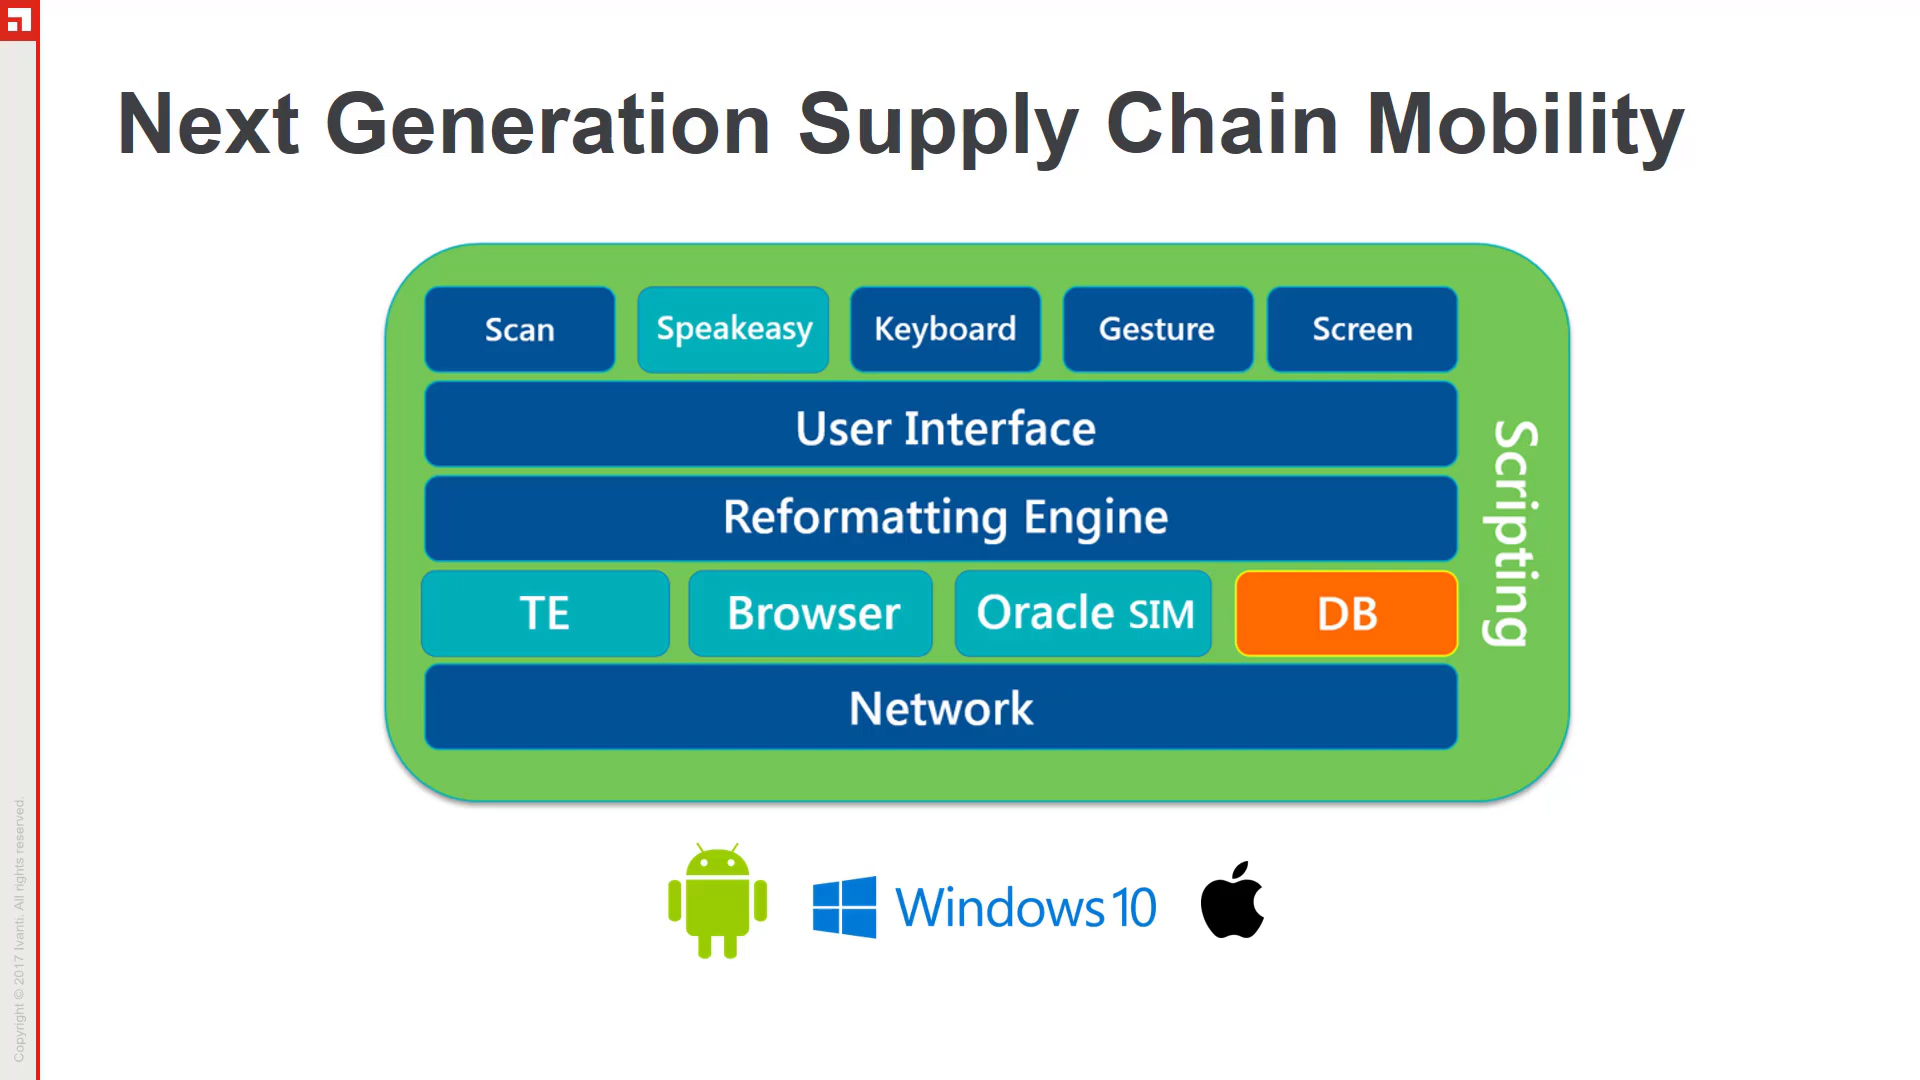 Next Generation Supply Chain Mobility
Scan
Speakeasy
Keyboard
Gesture
Screen
User Interface
Reformatting Engine
TE
Browser
Oracle SIM
DB
Network
Scripting
Windows 10
Copyright © 2017 Ivanti. All rights reserved.